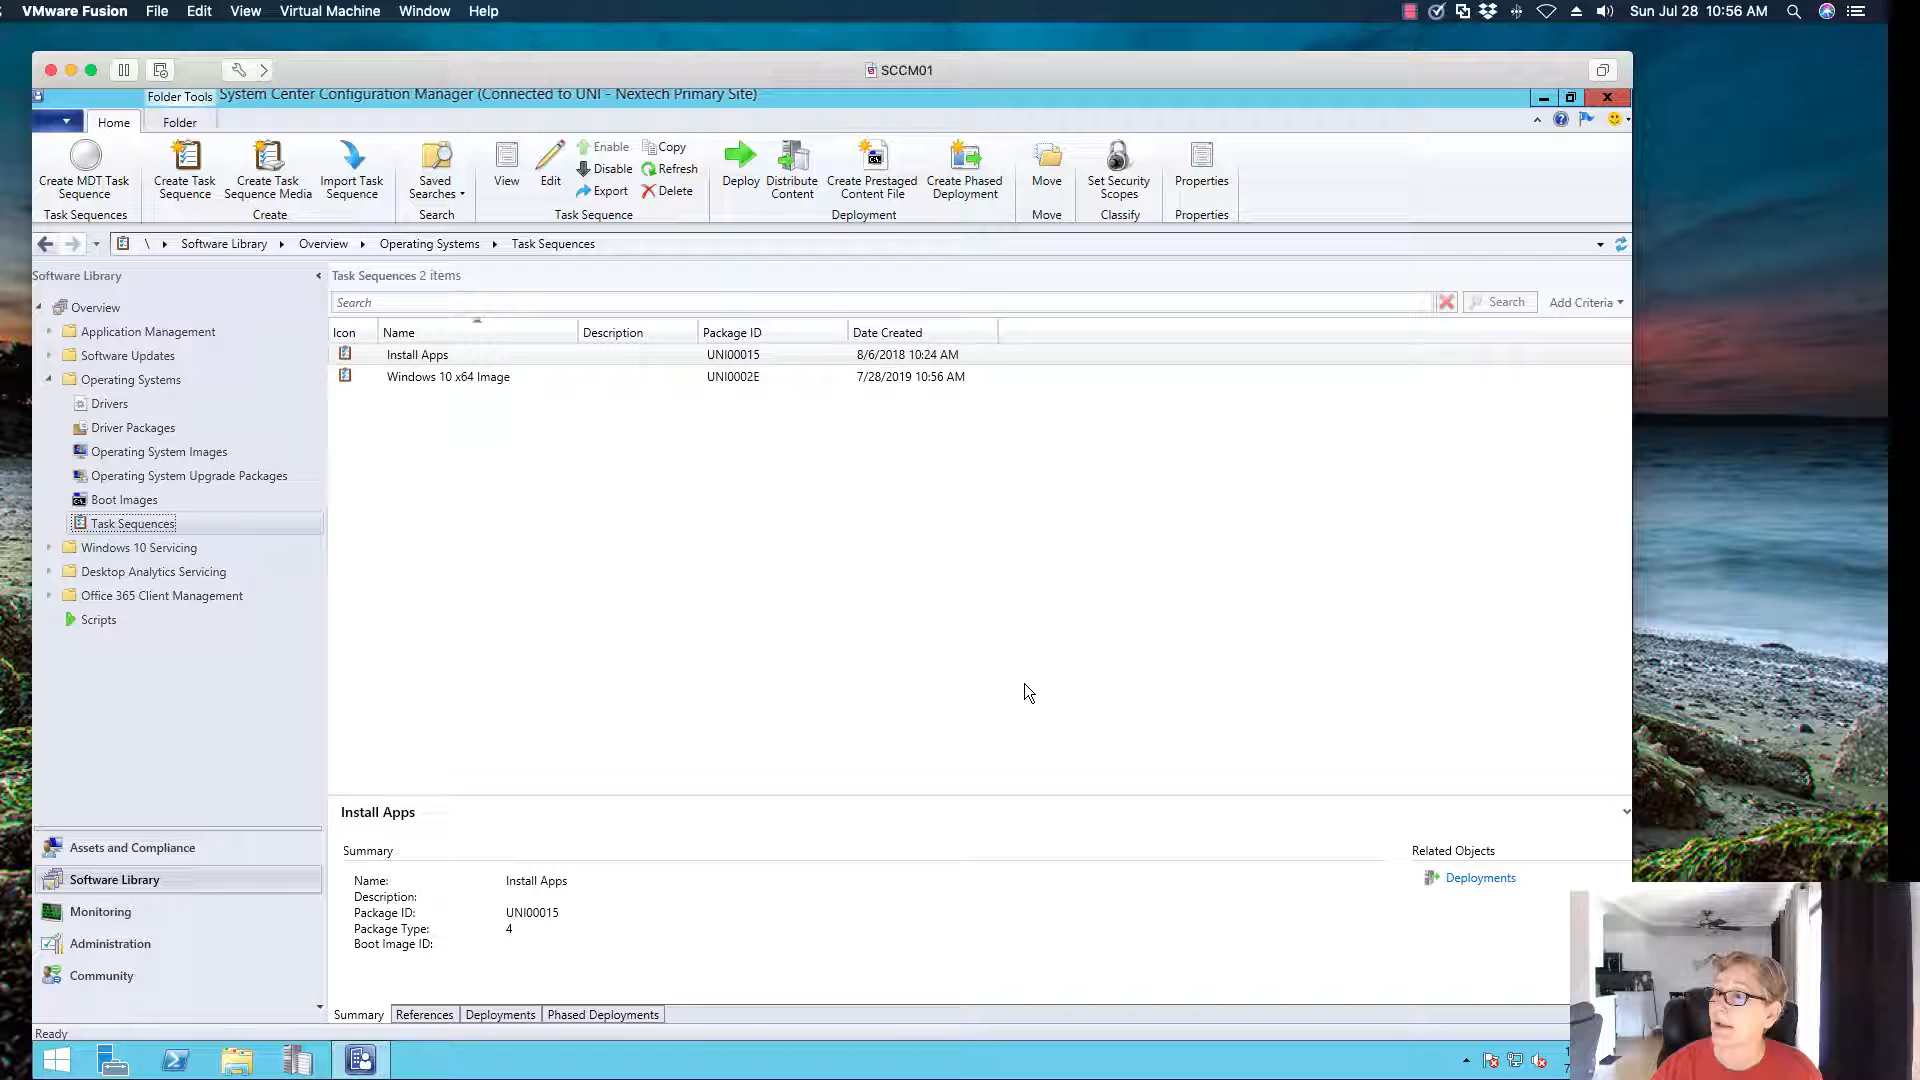 VMware Fusion File Edit View Virtual Machine Window Help Sun Jul 28 10:56 AM
SCCM01
Folder Tools System Center Configuration Manager (Connected to UNI - Nextech Primary Site)
Home Folder
Create MDT Task Sequence
Create Task Sequence
Create Task Sequence Media
Import Task Sequence
Saved Searches
View
Edit
Enable
Disable
Export
Copy
Refresh
Delete
Deploy
Distribute Content
Create Prestaged Content File
Create Phased Deployment
Move
Set Security Scopes
Properties
Task Sequences Create Search Task Sequence Deployment Move Classify Properties
\ Software Library Overview Operating Systems Task Sequences
Software Library
Overview
Application Management
Software Updates
Operating Systems
Drivers
Driver Packages
Operating System Images
Operating System Upgrade Packages
Boot Images
Task Sequences
Windows 10 Servicing
Desktop Analytics Servicing
Office 365 Client Management
Scripts
Assets and Compliance
Software Library
Monitoring
Administration
Community
Task Sequences 2 items
Search Search Add Criteria
Icon Name Description Package ID Date Created
Install Apps UNI00015 8/6/2018 10:24 AM
Windows 10 x64 Image UNI0002E 7/28/2019 10:56 AM
Install Apps
Summary
Name: Install Apps
Description:
Package ID: UNI00015
Package Type: 4
Boot Image ID:
Related Objects
Deployments
Summary References Deployments Phased Deployments
Ready